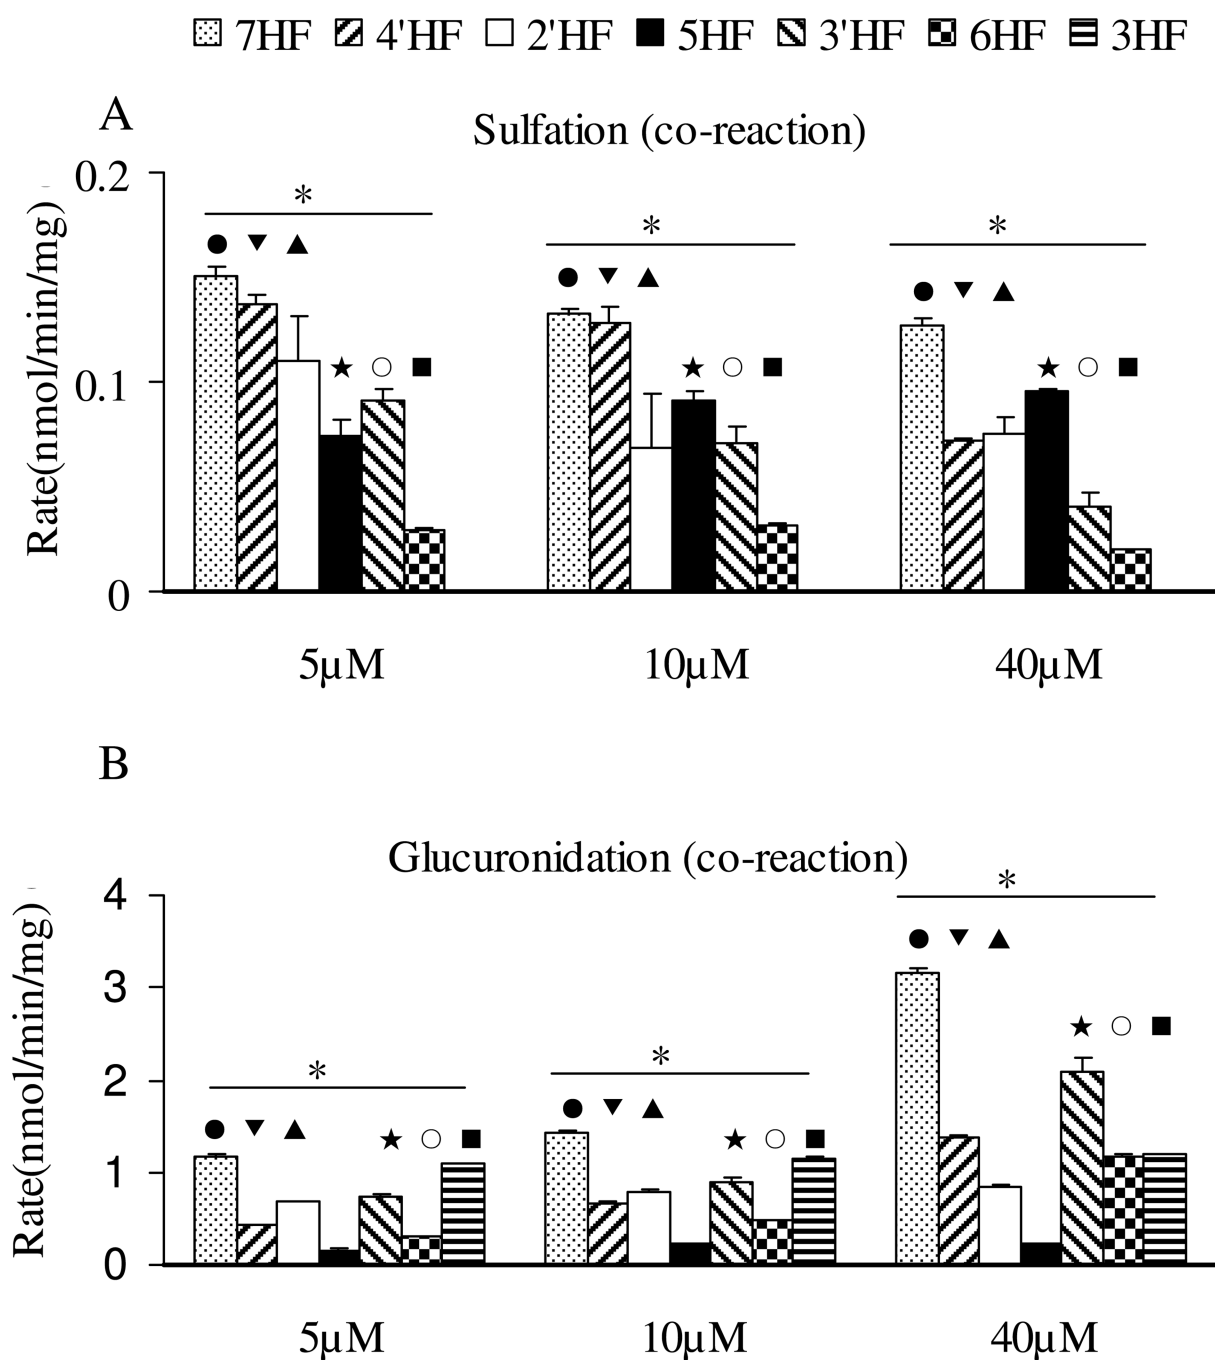 7HF 4'HF 2'HF 5HF 3'HF 6HF 3HF
A
Sulfation (co-reaction)
Rate(nmol/min/mg)
0.2
0.1
0
*
*
*
5μM 10μM 40μM
B
Glucuronidation (co-reaction)
Rate(nmol/min/mg)
4
3
2
1
0
*
*
*
5μM 10μM 40μM